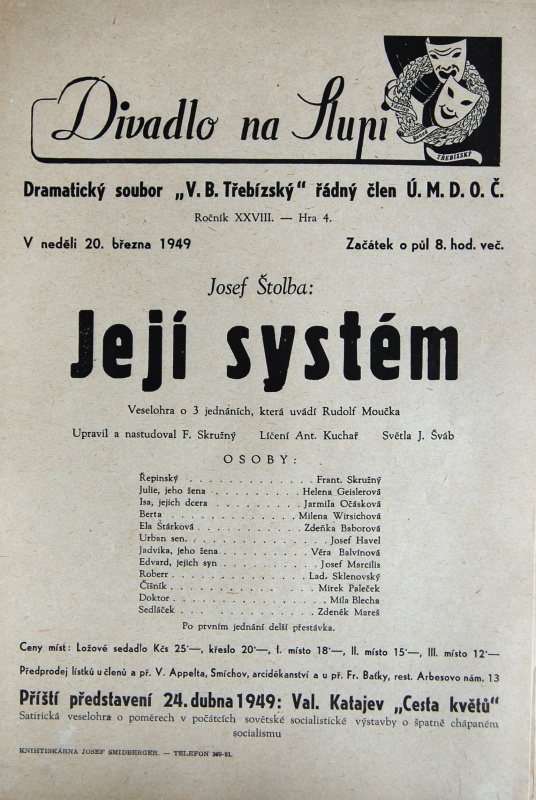 Divadlo na Slupi
TŘEBÍZSKÝ
Dramatický soubor „V. B. Třebízský" řádný člen Ú. M. D. O. Č.
Ročník XXVIII. — Hra 4.
V neděli 20. března 1949 Začátek o půl 8. hod. več.
Josef Štolba:
Její systém
Veselohra o 3 jednáních, která uvádí Rudolf Moučka
Upravil a nastudoval F. Skružný Líčení Ant. Kuchař Světla J. Šváb
OSOBY:
Řepinský . . . . . . . . . . . . Frant. Skružný
Julie, jeho žena . . . . . . . . . Helena Geislerová
Isa, jejich dcera . . . . . . . . . Jarmila Očásková
Berta . . . . . . . . . . . . Milena Wirsichová
Ela Štárková . . . . . . . . . . Zdeňka Baborová
Urban sen. . . . . . . . . . . . Josef Havel
Jadvika, jeho žena . . . . . . . . Věra Balvínová
Edvard, jejich syn . . . . . . . . Josef Marcilis
Roberr . . . . . . . . . . . . Lad. Sklenovský
Číšník . . . . . . . . . . . . Mirek Paleček
Doktor . . . . . . . . . . . . Míla Blecha
Sedláček . . . . . . . . . . . Zdeněk Mareš
Po prvním jednání delší přestávka.
Ceny míst: Ložové sedadlo Kčs 25·—, křeslo 20·—, I. místo 18·—, II. místo 15·—, III. místo 12·—
Předprodej lístků u členů a př. V. Appelta, Smíchov, arciděkanství a u př. Fr. Baťky, rest. Arbesovo nám. 13
Příští představení 24. dubna 1949: Val. Katajev „Cesta květů"
Satirická veselohra o poměrech v počátcích sovětské socialistické výstavby o špatně chápaném
socialismu
KNIHTISKÁRNA JOSEF SMIDBERGER. — TELEFON 349-91.